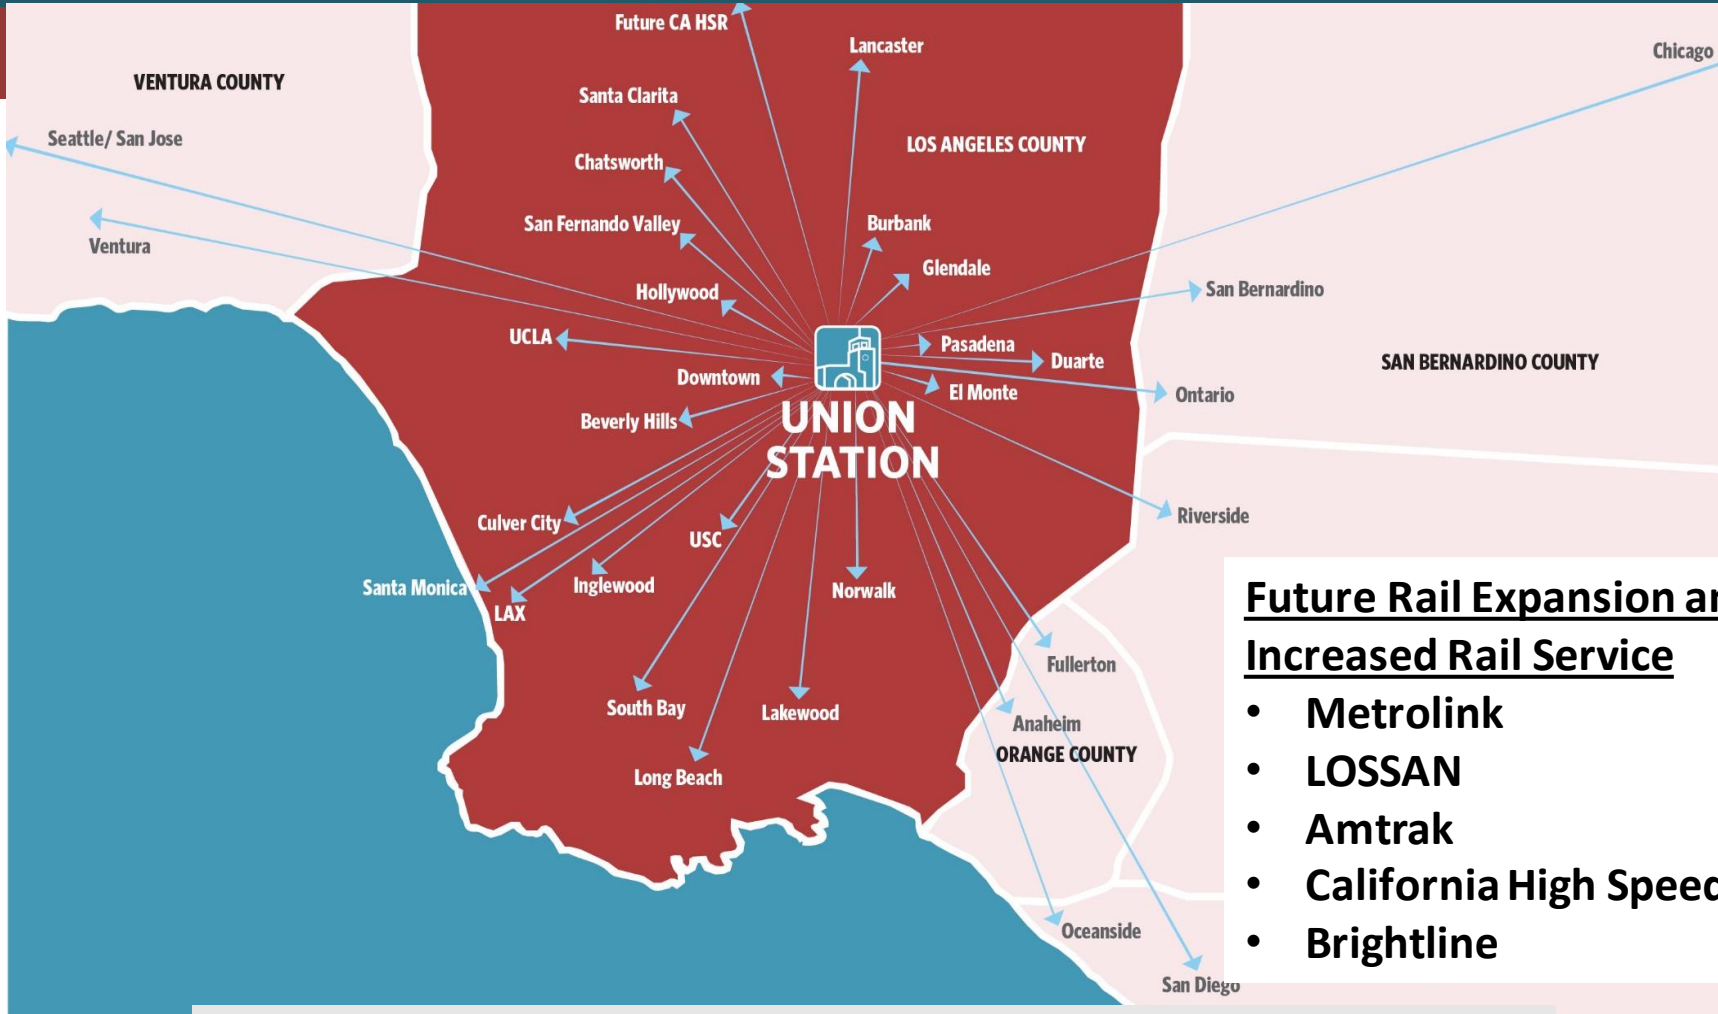 Future CA HSR
Lancaster
Chicago
VENTURA COUNTY
Santa Clarita
Seattle/ San Jose
LOS ANGELES COUNTY
Chatsworth
San Fernando Valley
Burbank
Ventura
Glendale
Hollywood
San Bernardino
UCLA
Pasadena
Duarte
SAN BERNARDINO COUNTY
Downtown
El Monte
Ontario
Beverly Hills
UNION
STATION
Culver City
USC
Riverside
Santa Monica
Inglewood
Norwalk
LAX
Fullerton
South Bay
Lakewood
Anaheim
ORANGE COUNTY
Long Beach
Oceanside
San Diego
Future Rail Expansion
Increased Rail Service
• Metrolink
• LOSSAN
• Amtrak
• California High Speed
• Brightline